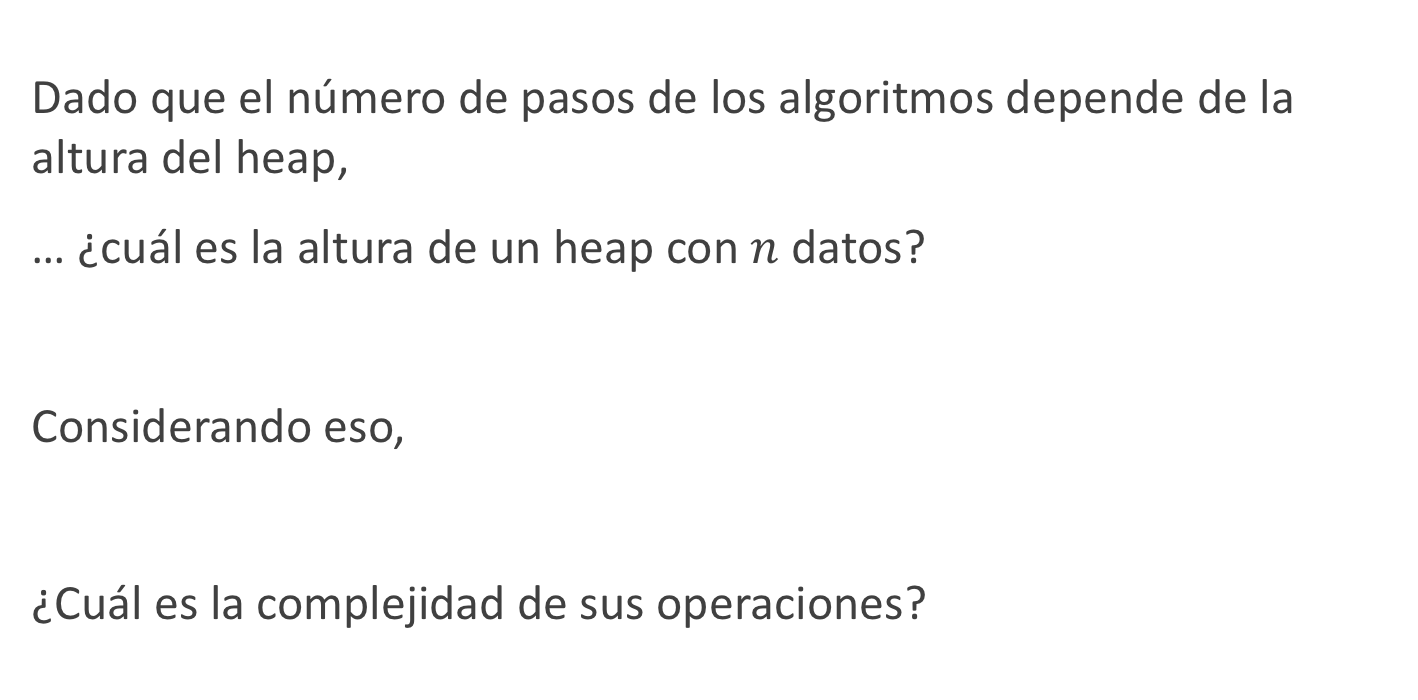 Dado que el número de pasos de los algoritmos depende de la
altura del heap,
... ¿cuál es la altura de un heap con n datos?
Considerando eso,
¿Cuál es la complejidad de sus operaciones?